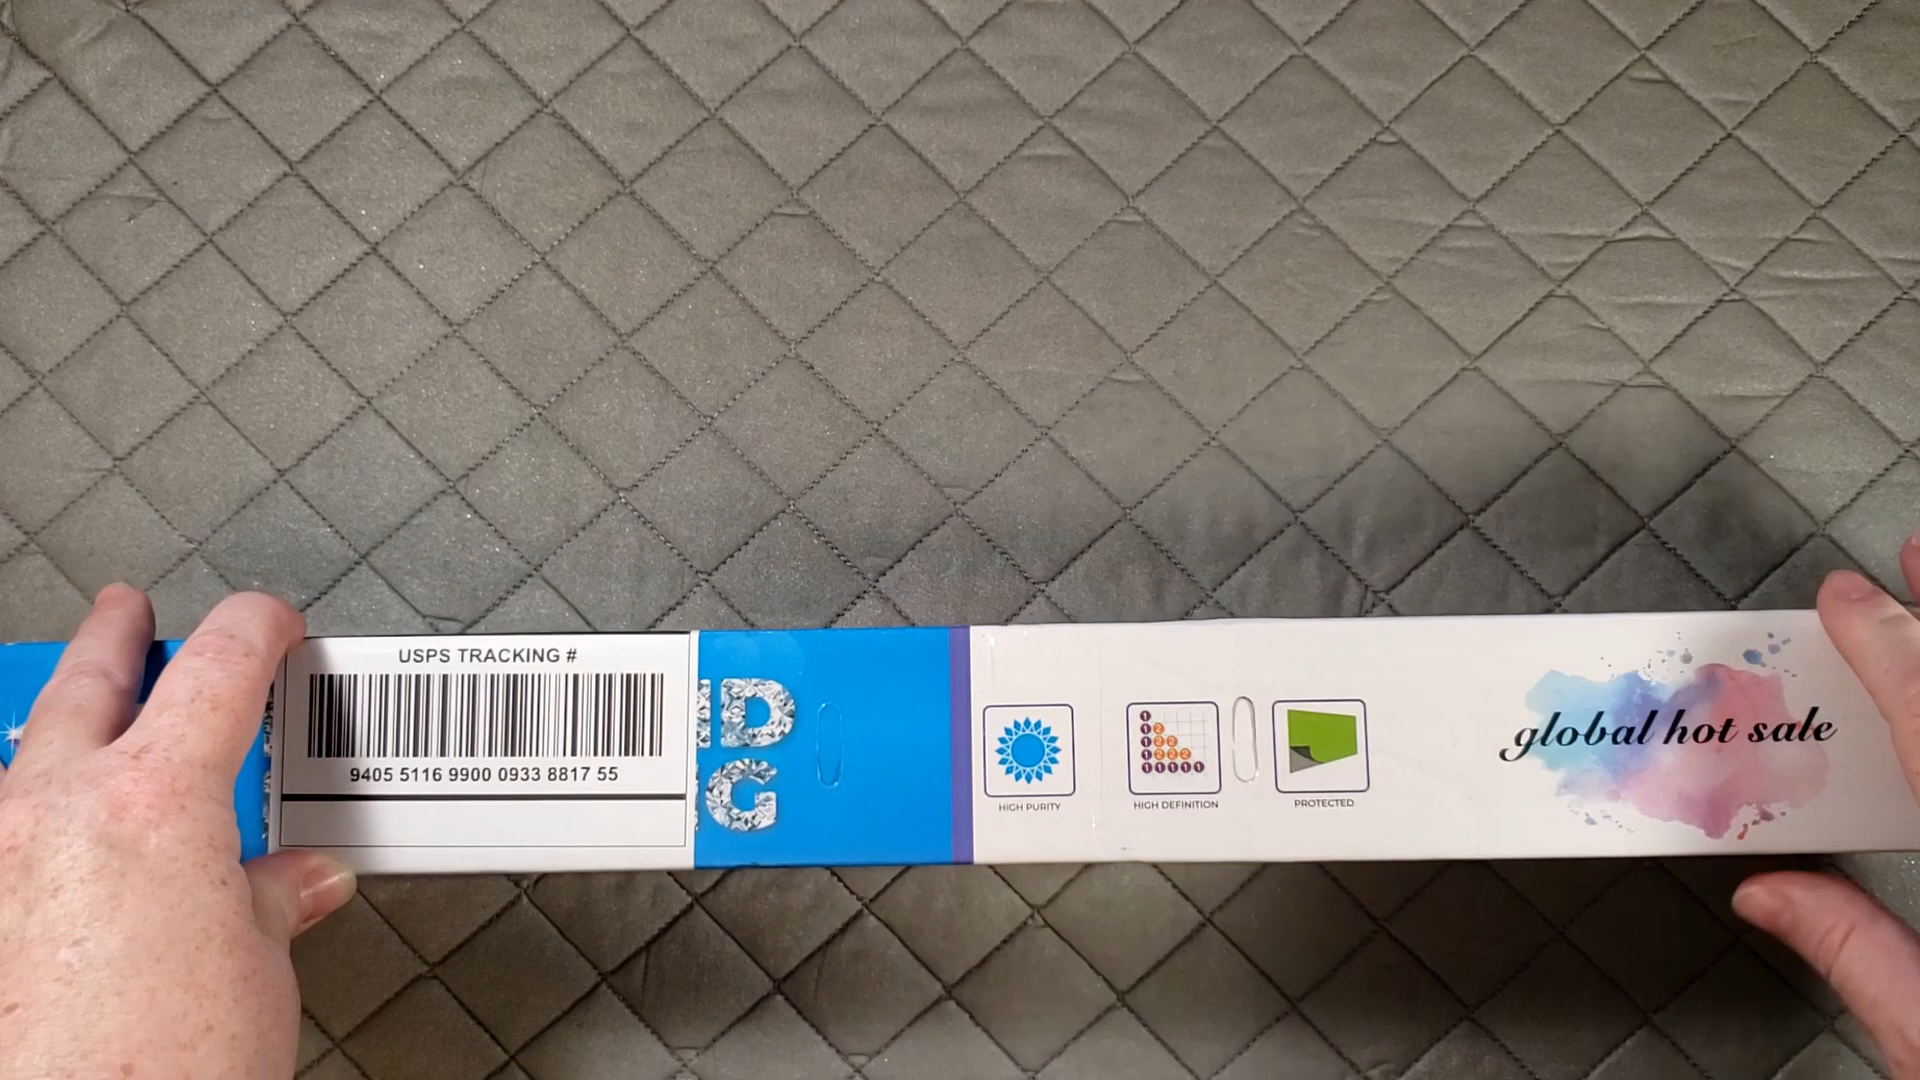 USPS TRACKING #
9405 5116 9900 0933 8817 55
D
G
HIGH PURITY
HIGH DEFINITION
PROTECTED
global hot sale